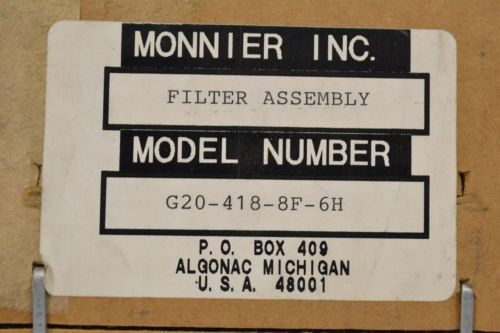 MONNIER INC.
FILTER ASSEMBLY
MODEL NUMBER
G20-418-8F-6H
P.O. BOX 409
ALGONAC MICHIGAN
U.S.A. 48001